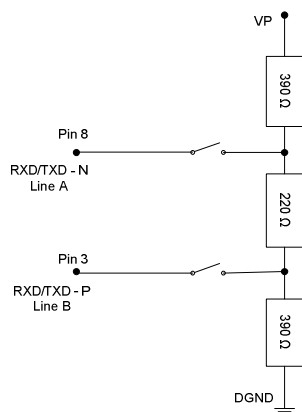 VP
390 Ω
Pin 8
RXD/TXD - N
Line A
220 Ω
Pin 3
RXD/TXD - P
Line B
390 Ω
DGND